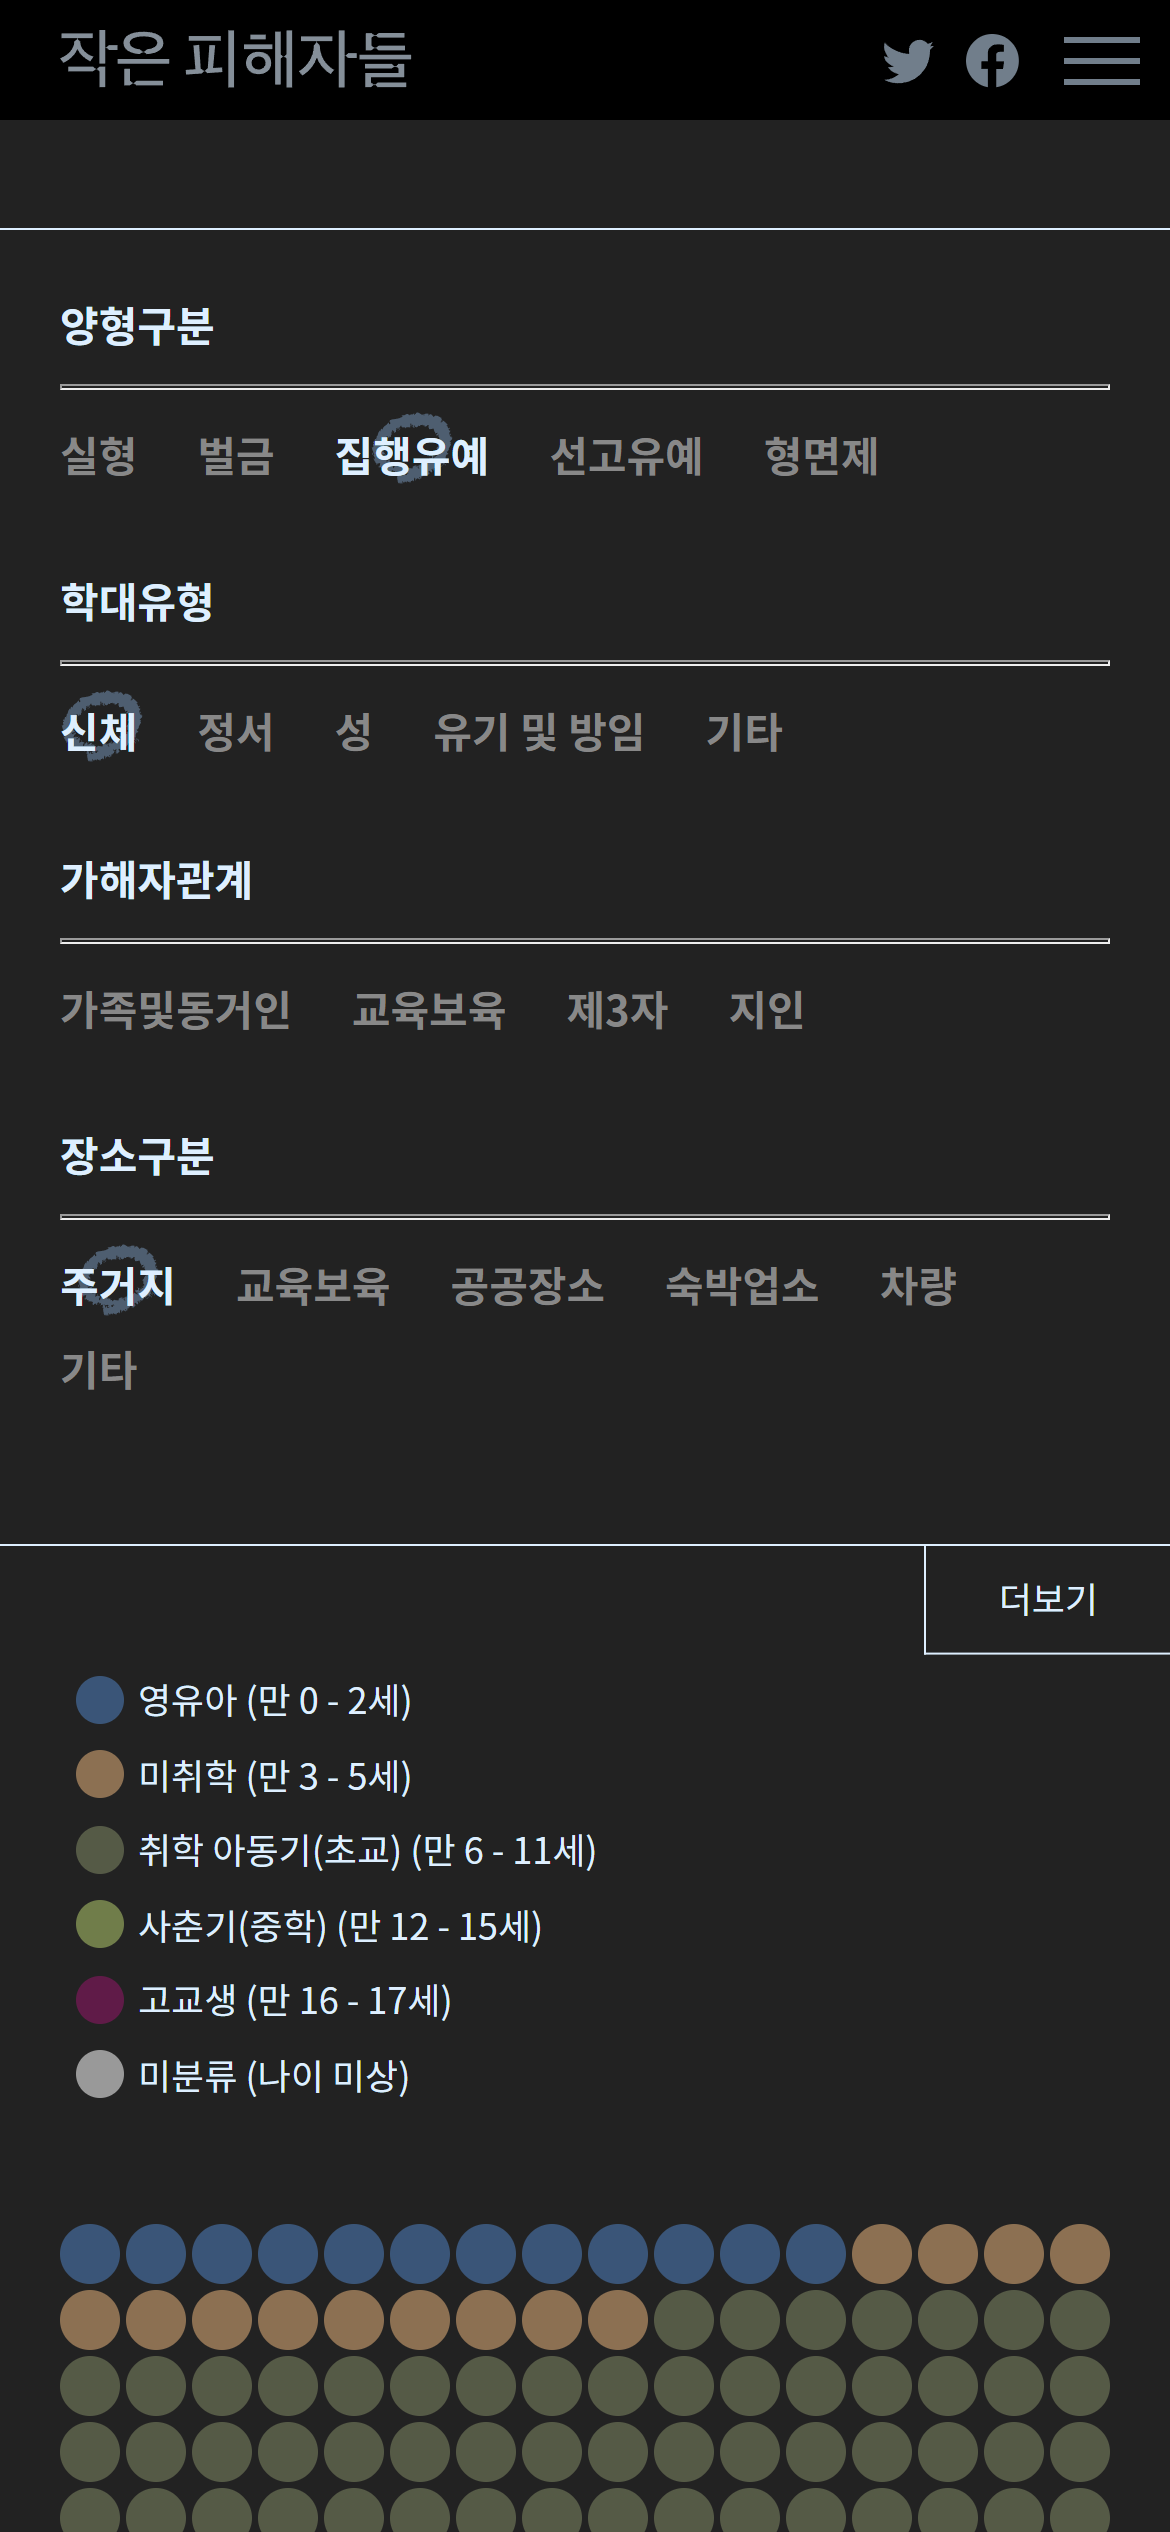 작은 피해자들
양형구분
실형 벌금 집행유예 선고유예 형면제
학대유형
신체 정서 성 유기 및 방임 기타
가해자관계
가족및동거인 교육보육 제3자 지인
장소구분
주거지 교육보육 공공장소 숙박업소 차량
기타
더보기
영유아 (만 0 - 2세)
미취학 (만 3 - 5세)
취학 아동기(초교) (만 6 - 11세)
사춘기(중학) (만 12 - 15세)
고교생 (만 16 - 17세)
미분류 (나이 미상)